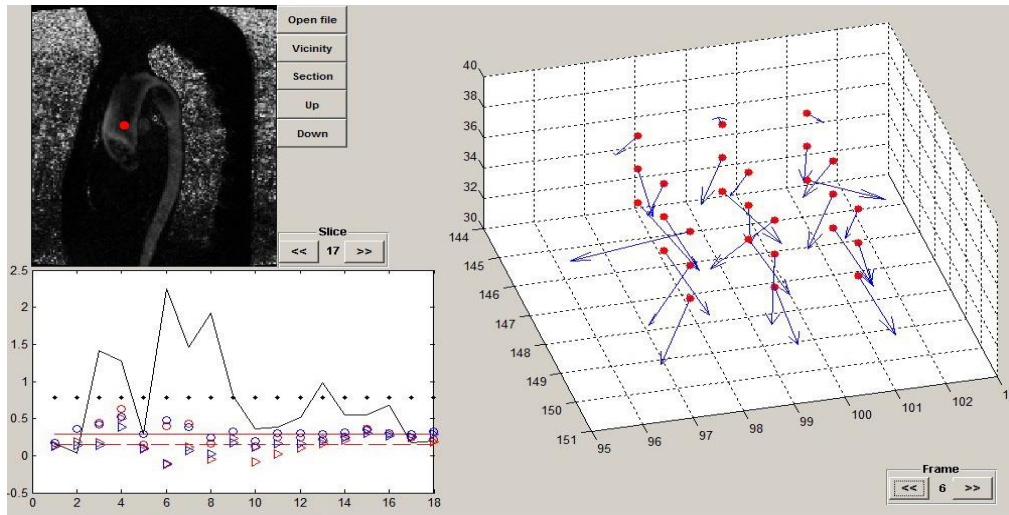 Open file
Vicinity
Section
Up
Down
Slice
<< 17 >>
2.5
2
1.5
1
0.5
0
-0.5
0 2 4 6 8 10 12 14 16 18
40
38
36
34
32
30
144
145
146
147
148
149
150
151
95 96 97 98 99 100 101 102 1
Frame
<< 6 >>